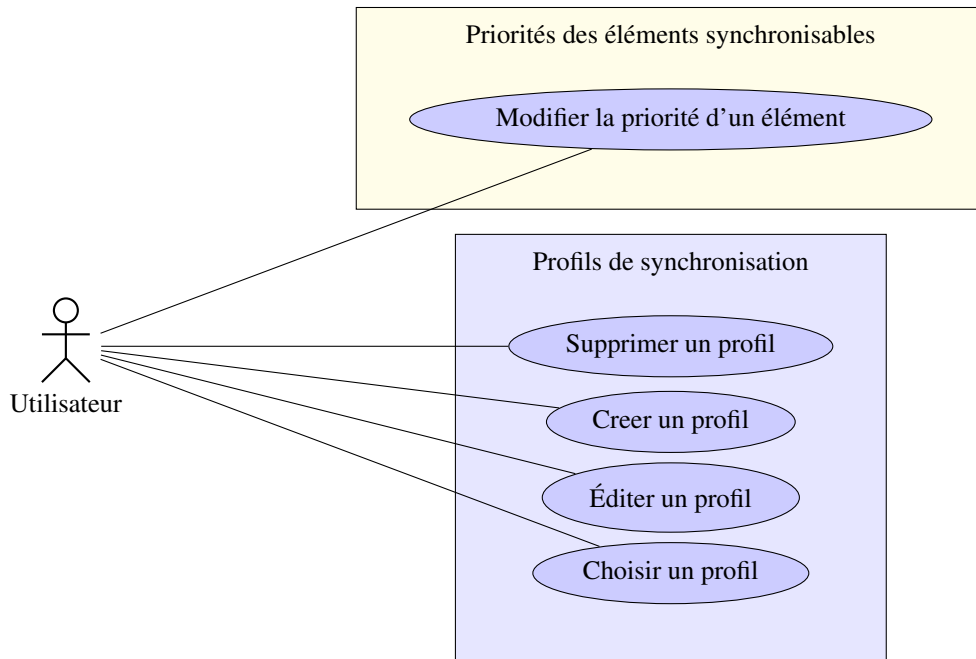 Priorités des éléments synchronisables
Modifier la priorité d’un élément
Profils de synchronisation
Supprimer un profil
Utilisateur
Creer un profil
Éditer un profil
Choisir un profil